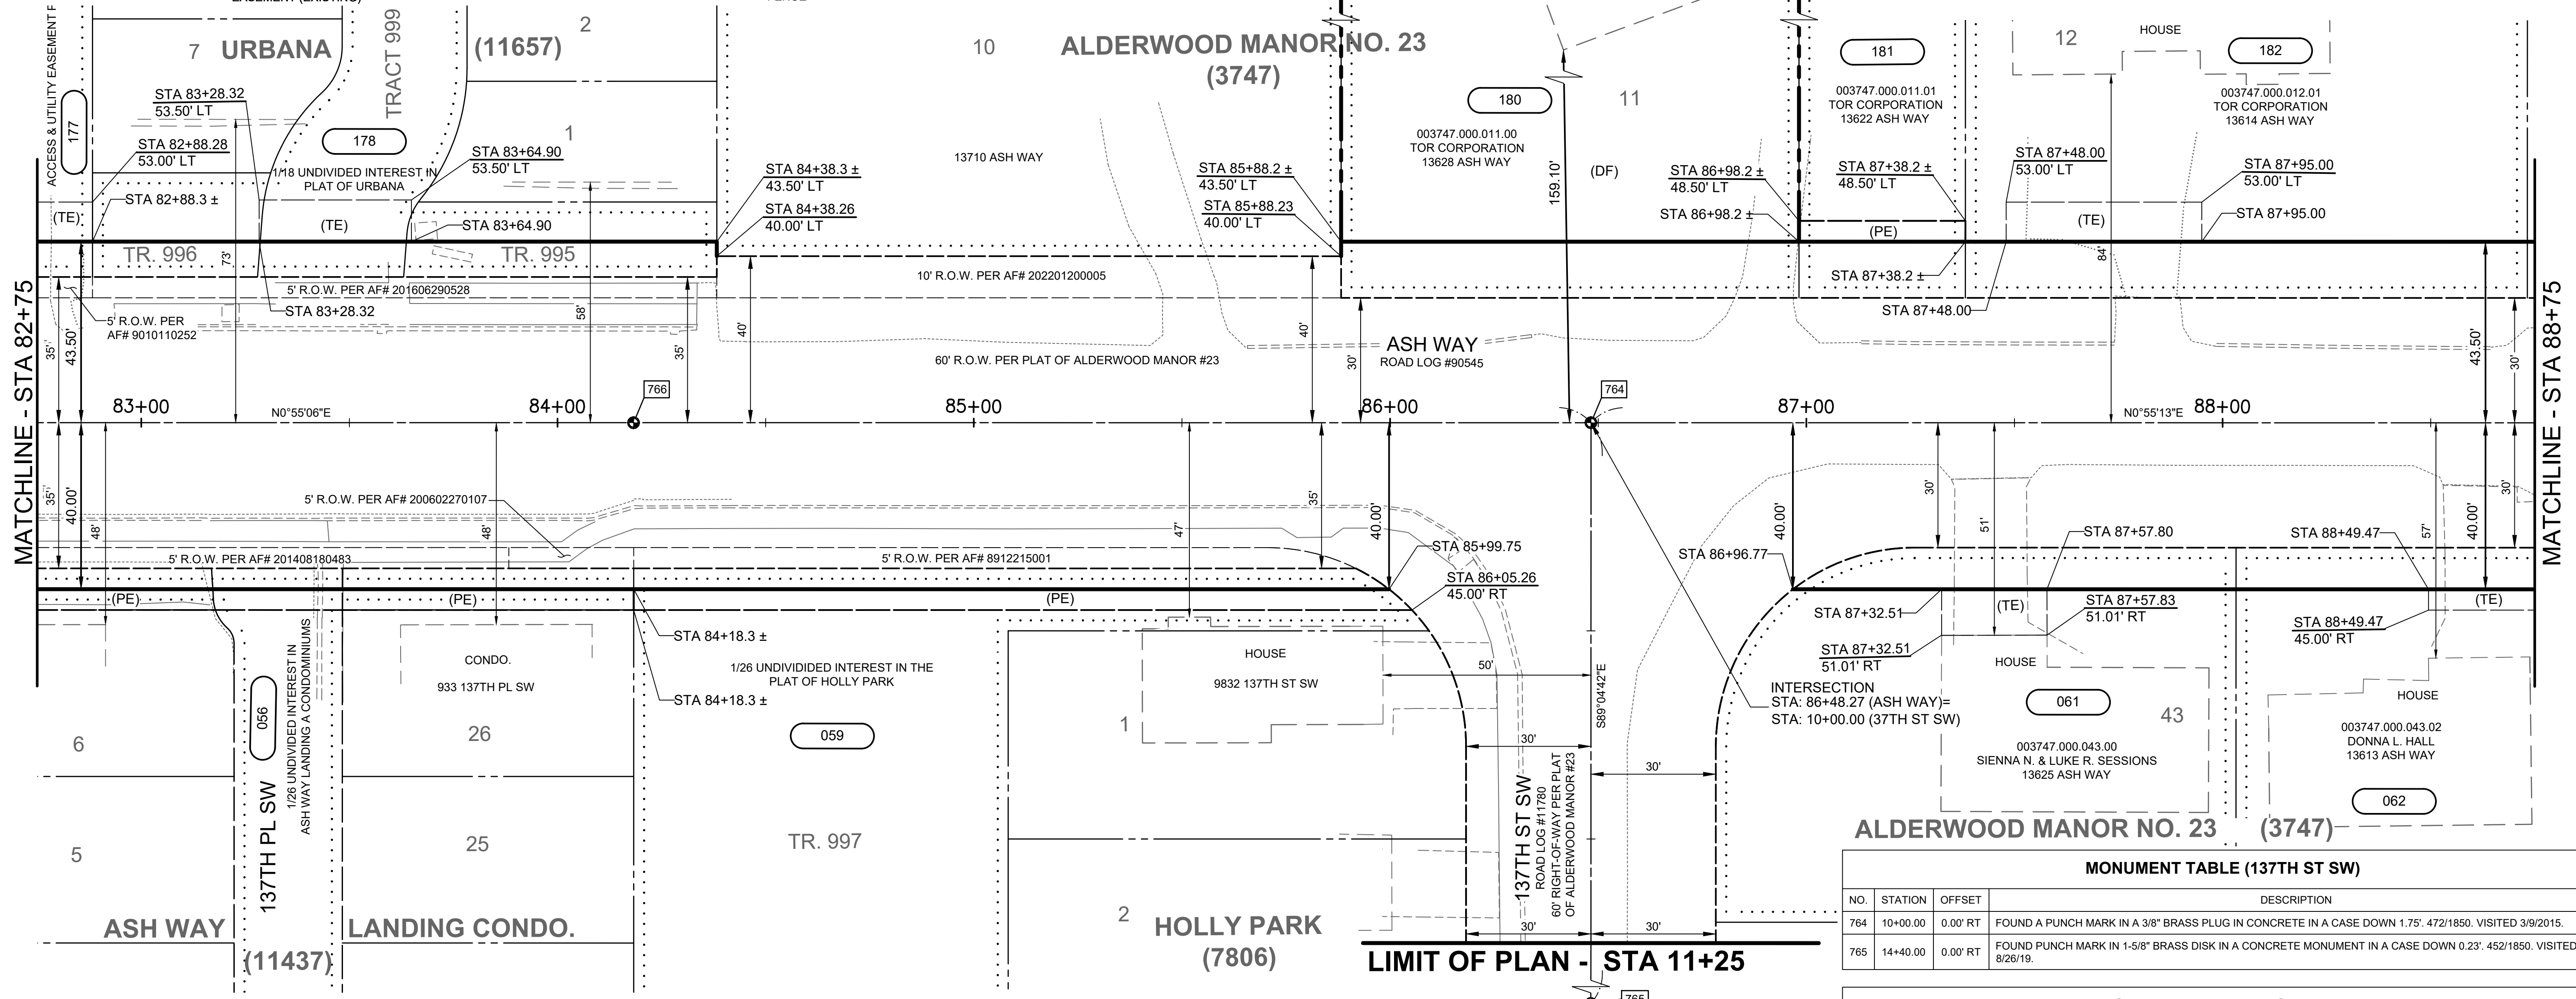 ACCESS & UTILITY EASEMENT
7
URBANA
(11657)
2
TRACT 999
10
ALDERWOOD MANOR NO. 23
(3747)
11
12
HOUSE
177
178
180
181
182
STA 83+28.32
53.50' LT
STA 82+88.28
53.00' LT
1
STA 83+64.90
53.50' LT
1/18 UNDIVIDED INTEREST IN
PLAT OF URBANA
STA 82+88.3 ±
(TE)
(TE)
STA 83+64.90
TR. 996
TR. 995
73'
58'
STA 84+38.3 ±
43.50' LT
STA 84+38.26
40.00' LT
13710 ASH WAY
STA 85+88.2 ±
43.50' LT
STA 85+88.23
40.00' LT
003747.000.011.00
TOR CORPORATION
13628 ASH WAY
159.10'
(DF)
STA 86+98.2 ±
48.50' LT
STA 86+98.2 ±
003747.000.011.01
TOR CORPORATION
13622 ASH WAY
STA 87+38.2 ±
48.50' LT
(PE)
STA 87+38.2 ±
STA 87+48.00
53.00' LT
003747.000.012.01
TOR CORPORATION
13614 ASH WAY
STA 87+95.00
53.00' LT
STA 87+95.00
(TE)
84'
STA 87+48.00
MATCHLINE - STA 82+75
MATCHLINE - STA 88+75
5' R.O.W. PER AF# 201606290528
STA 83+28.32
5' R.O.W. PER
AF# 9010110252
10' R.O.W. PER AF# 202201200005
60' R.O.W. PER PLAT OF ALDERWOOD MANOR #23
ASH WAY
ROAD LOG #90545
35'
43.50'
35'
40'
40'
30'
43.50'
30'
766
764
83+00
N0°55'06"E
84+00
85+00
86+00
87+00
N0°55'13"E
88+00
35'
40.00'
48'
48'
47'
35'
40.00'
40.00'
30'
51'
57'
40.00'
30'
5' R.O.W. PER AF# 200602270107
5' R.O.W. PER AF# 201408180483
5' R.O.W. PER AF# 8912215001
(PE)
(PE)
(PE)
STA 85+99.75
STA 86+05.26
45.00' RT
STA 86+96.77
STA 87+57.80
STA 88+49.47
STA 87+32.51
(TE)
STA 87+57.83
51.01' RT
(TE)
STA 88+49.47
45.00' RT
STA 87+32.51
51.01' RT
STA 84+18.3 ±
STA 84+18.3 ±
CONDO.
933 137TH PL SW
1/26 UNDIVIDIDED INTEREST IN THE
PLAT OF HOLLY PARK
HOUSE
9832 137TH ST SW
50'
S89°04'42"E
INTERSECTION
STA: 86+48.27 (ASH WAY)=
STA: 10+00.00 (37TH ST SW)
HOUSE
HOUSE
056
059
061
062
1/26 UNDIVIDED INTEREST IN
ASH WAY LANDING A CONDOMINIUMS
137TH PL SW
6
26
5
25
TR. 997
1
2
30'
30'
137TH ST SW
ROAD LOG #11780
60' RIGHT-OF-WAY PER PLAT
OF ALDERWOOD MANOR #23
43
003747.000.043.00
SIENNA N. & LUKE R. SESSIONS
13625 ASH WAY
003747.000.043.02
DONNA L. HALL
13613 ASH WAY
ALDERWOOD MANOR NO. 23
(3747)
ASH WAY
LANDING CONDO.
(11437)
HOLLY PARK
(7806)
30'
30'
LIMIT OF PLAN - STA 11+25
765
MONUMENT TABLE (137TH ST SW)
NO. STATION OFFSET DESCRIPTION
764 10+00.00 0.00' RT FOUND A PUNCH MARK IN A 3/8" BRASS PLUG IN CONCRETE IN A CASE DOWN 1.75'. 472/1850. VISITED 3/9/2015.
765 14+40.00 0.00' RT FOUND PUNCH MARK IN 1-5/8" BRASS DISK IN A CONCRETE MONUMENT IN A CASE DOWN 0.23'. 452/1850. VISITED
8/26/19.